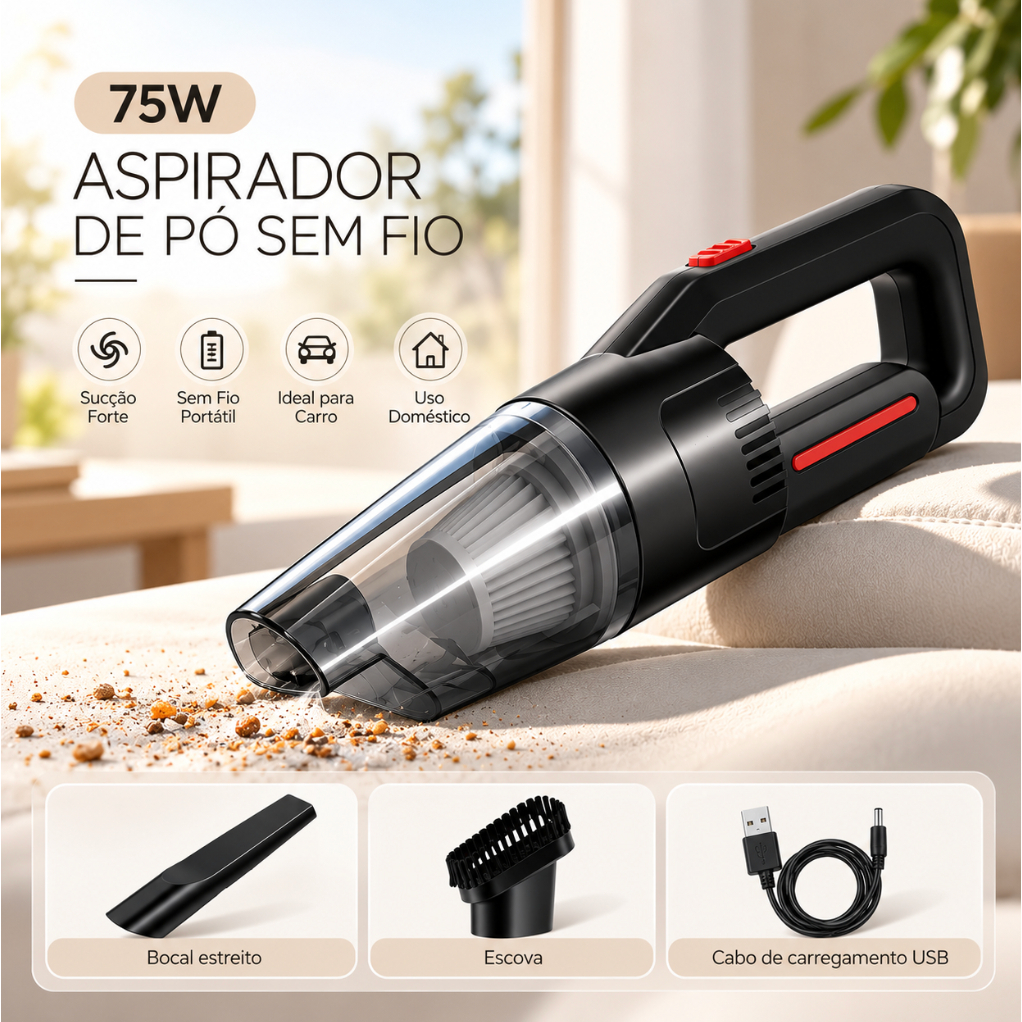 75W
ASPIRADOR
DE PÓ SEM FIO
Sucção
Forte
Sem Fio
Portátil
Ideal para
Carro
Uso
Doméstico
Bocal estreito
Escova
Cabo de carregamento USB